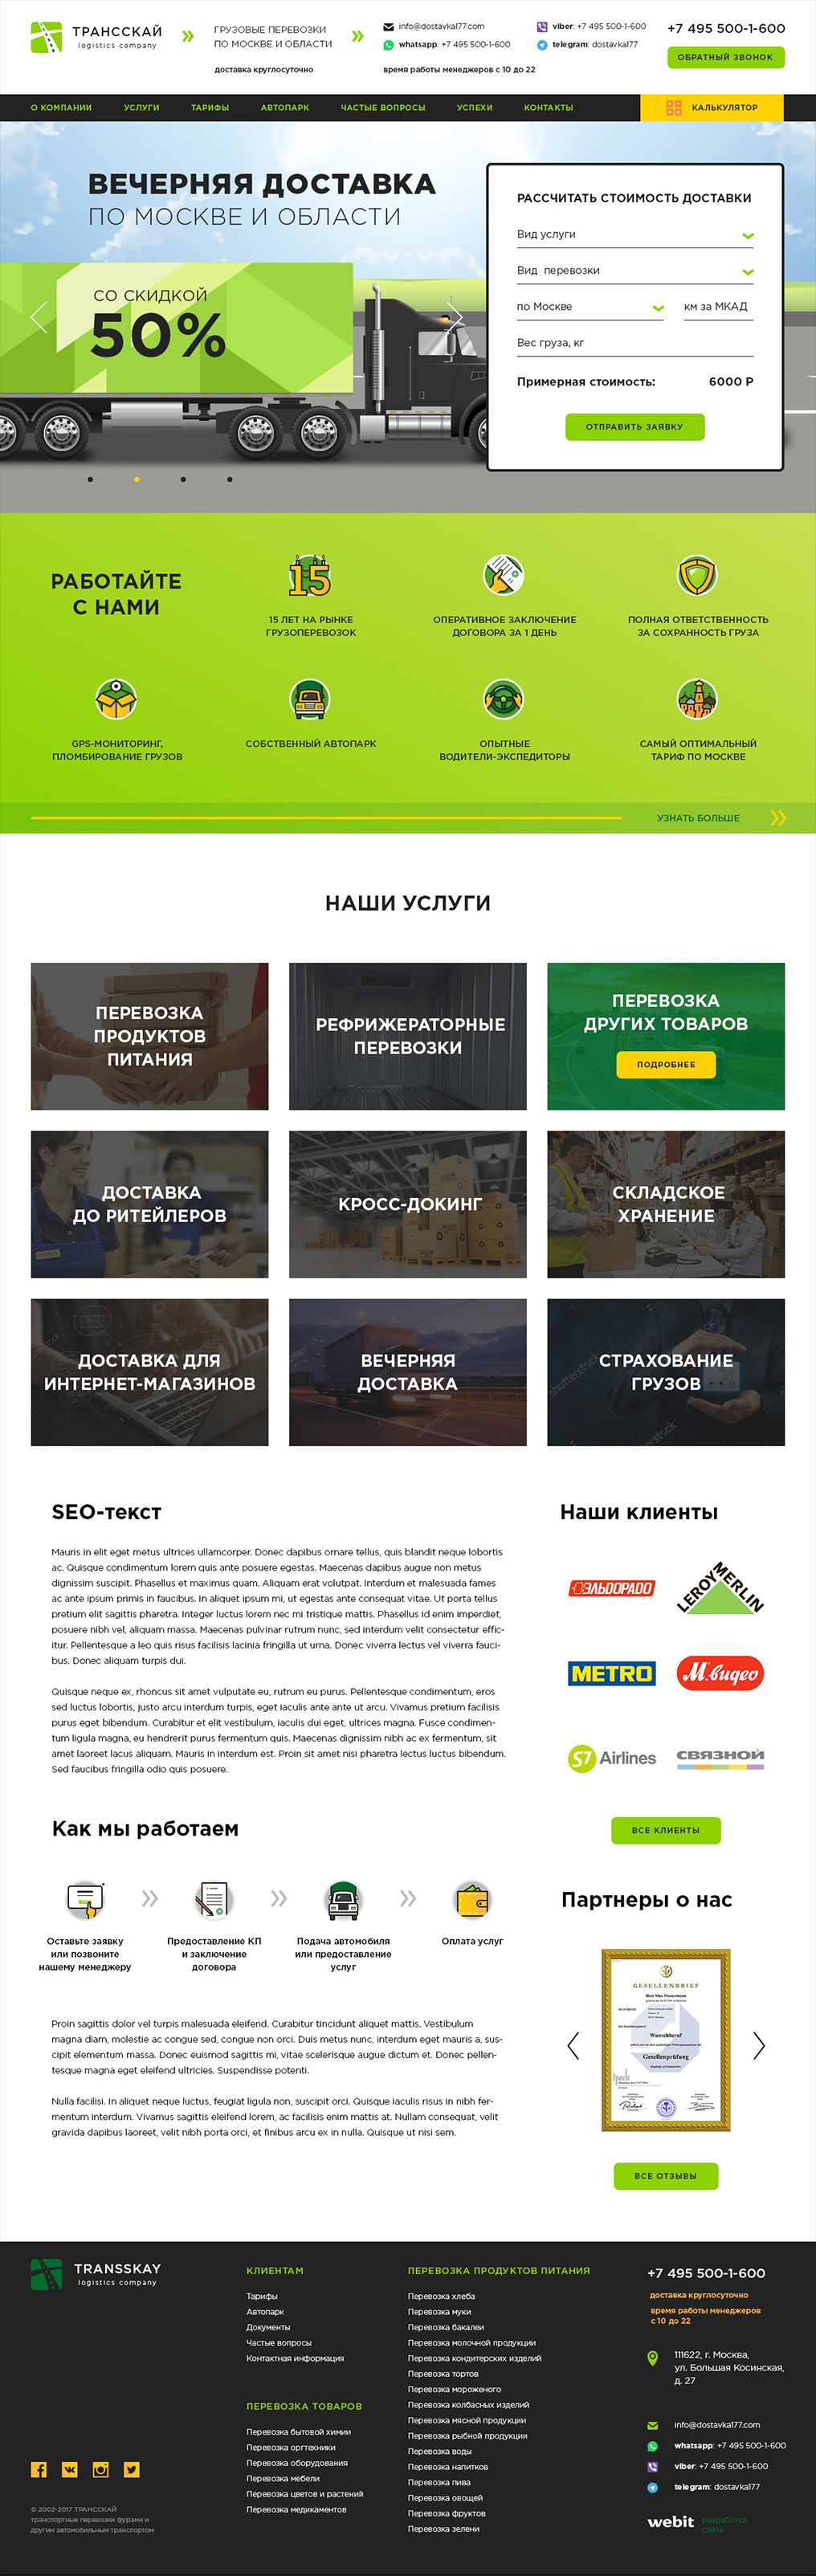 ТРАНССКАЙ
logistics company
ГРУЗОВЫЕ ПЕРЕВОЗКИ
ПО МОСКВЕ И ОБЛАСТИ
доставка круглосуточно
info@dostavka177.com
whatsapp: +7 495 500-1-600
viber: +7 495 500-1-600
telegram: dostavka177
время работы менеджеров с 10 до 22
+7 495 500-1-600
ОБРАТНЫЙ ЗВОНОК
О КОМПАНИИ УСЛУГИ ТАРИФЫ АВТОПАРК ЧАСТЫЕ ВОПРОСЫ УСПЕХИ КОНТАКТЫ КАЛЬКУЛЯТОР
ВЕЧЕРНЯЯ ДОСТАВКА
ПО МОСКВЕ И ОБЛАСТИ
СО СКИДКОЙ
50%
РАССЧИТАТЬ СТОИМОСТЬ ДОСТАВКИ
Вид услуги
Вид перевозки
по Москве км за МКАД
Вес груза, кг
Примерная стоимость: 6000 Р
ОТПРАВИТЬ ЗАЯВКУ
РАБОТАЙТЕ
С НАМИ
15
15 ЛЕТ НА РЫНКЕ
ГРУЗОПЕРЕВОЗОК
ОПЕРАТИВНОЕ ЗАКЛЮЧЕНИЕ
ДОГОВОРА ЗА 1 ДЕНЬ
ПОЛНАЯ ОТВЕТСТВЕННОСТЬ
ЗА СОХРАННОСТЬ ГРУЗА
GPS-МОНИТОРИНГ,
ПЛОМБИРОВАНИЕ ГРУЗОВ
СОБСТВЕННЫЙ АВТОПАРК
ОПЫТНЫЕ
ВОДИТЕЛИ-ЭКСПЕДИТОРЫ
САМЫЙ ОПТИМАЛЬНЫЙ
ТАРИФ ПО МОСКВЕ
УЗНАТЬ БОЛЬШЕ
НАШИ УСЛУГИ
ПЕРЕВОЗКА
ПРОДУКТОВ
ПИТАНИЯ
РЕФРИЖЕРАТОРНЫЕ
ПЕРЕВОЗКИ
ПЕРЕВОЗКА
ДРУГИХ ТОВАРОВ
ПОДРОБНЕЕ
ДОСТАВКА
ДО РИТЕЙЛЕРОВ
КРОСС-ДОКИНГ
СКЛАДСКОЕ
ХРАНЕНИЕ
ДОСТАВКА ДЛЯ
ИНТЕРНЕТ-МАГАЗИНОВ
ВЕЧЕРНЯЯ
ДОСТАВКА
СТРАХОВАНИЕ
ГРУЗОВ
shutterstock
SEO-текст
Mauris in elit eget metus ultrices ullamcorper. Donec dapibus ornare tellus, quis blandit neque lobortis
ac. Quisque condimentum lorem quis ante posuere egestas. Maecenas dapibus augue non metus
dignissim suscipit. Phasellus et maximus quam. Aliquam erat volutpat. Interdum et malesuada fames
ac ante ipsum primis in faucibus. In aliquet ipsum mi, ut egestas ante consequat vitae. Ut porta tellus
pretium elit sagittis pharetra. Integer luctus lorem nec mi tristique mattis. Phasellus id enim imperdiet,
posuere nibh vel, aliquam massa. Maecenas pulvinar rutrum nunc, sed interdum velit consectetur effic-
itur. Pellentesque a leo quis risus facilisis lacinia fringilla ut urna. Donec viverra lectus vel viverra fauci-
bus. Donec aliquam turpis dui.
Quisque neque ex, rhoncus sit amet vulputate eu, rutrum eu purus. Pellentesque condimentum, eros
sed luctus lobortis, justo arcu interdum turpis, eget iaculis ante ante ut arcu. Vivamus pretium facilisis
purus eget bibendum. Curabitur et elit vestibulum, iaculis dui eget, ultrices magna. Fusce condimen-
tum ligula magna, eu hendrerit purus fermentum quis. Maecenas dignissim nibh ac ex fermentum, sit
amet laoreet lacus aliquam. Mauris in interdum est. Proin sit amet nisi pharetra lectus luctus bibendum.
Sed faucibus fringilla odio quis posuere.
Наши клиенты
ЭЛЬДОРАДО
LEROY MERLIN
METRO
М.видео
S7 Airlines
СВЯЗНОЙ
ВСЕ КЛИЕНТЫ
Как мы работаем
Оставьте заявку
или позвоните
нашему менеджеру
Предоставление КП
и заключение
договора
Подача автомобиля
или предоставление
услуг
Оплата услуг
Proin sagittis dolor vel turpis malesuada eleifend. Curabitur tincidunt aliquet mattis. Vestibulum
magna diam, molestie ac congue sed, congue non orci. Duis metus nunc, interdum eget mauris a, sus-
cipit elementum massa. Donec euismod sagittis mi, vitae scelerisque augue dictum et. Donec pellen-
tesque magna eget eleifend ultricies. Suspendisse potenti.
Nulla facilisi. In aliquet neque luctus, feugiat ligula non, suscipit orci. Quisque iaculis risus in nibh fer-
mentum interdum. Vivamus sagittis eleifend lorem, ac facilisis enim mattis at. Nullam consequat, velit
gravida dapibus laoreet, velit nibh porta orci, et finibus arcu ex in nulla. Quisque ut nisi sem.
Партнеры о нас
GESELLENBRIEF
Herr Max Mustermann
Wunschberuf
Gesellenprüfung
hwk
ВСЕ ОТЗЫВЫ
TRANSSKAY
logistics company
© 2002-2017 ТРАНССКАЙ
транспортные перевозки фурами и
другим автомобильным транспортом
КЛИЕНТАМ
Тарифы
Автопарк
Документы
Частые вопросы
Контактная информация
ПЕРЕВОЗКА ТОВАРОВ
Перевозка бытовой химии
Перевозка оргтехники
Перевозка оборудования
Перевозка мебели
Перевозка цветов и растений
Перевозка медикаментов
ПЕРЕВОЗКА ПРОДУКТОВ ПИТАНИЯ
Перевозка хлеба
Перевозка муки
Перевозка бакалеи
Перевозка молочной продукции
Перевозка кондитерских изделий
Перевозка тортов
Перевозка мороженого
Перевозка колбасных изделий
Перевозка мясной продукции
Перевозка рыбной продукции
Перевозка воды
Перевозка напитков
Перевозка пива
Перевозка овощей
Перевозка фруктов
Перевозка зелени
+7 495 500-1-600
доставка круглосуточно
время работы менеджеров
с 10 до 22
111622, г. Москва,
ул. Большая Косинская,
д. 27
info@dostavka177.com
whatsapp: +7 495 500-1-600
viber: +7 495 500-1-600
telegram: dostavka177
webit разработка
сайта